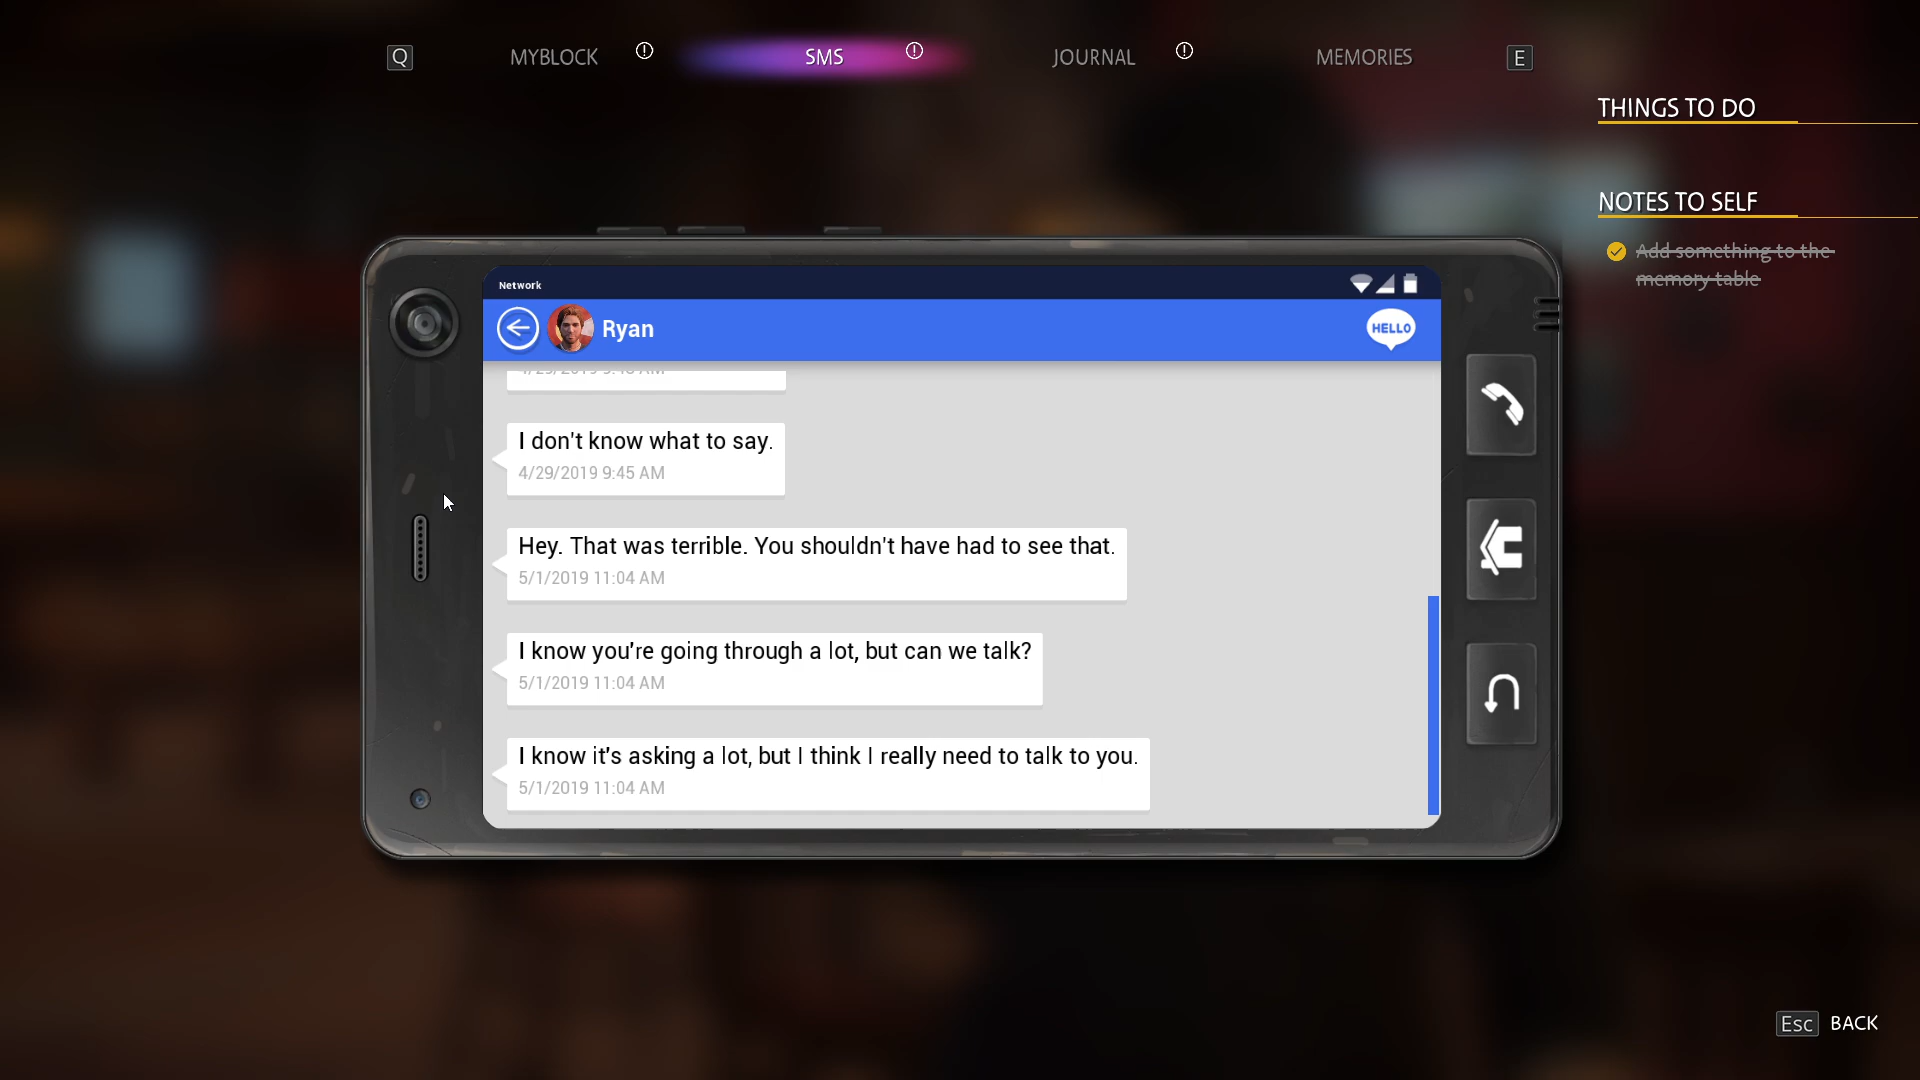 Q
MYBLOCK
SMS
JOURNAL
MEMORIES
E
THINGS TO DO
NOTES TO SELF
Add something to the
memory table
Network
Ryan
HELLO
I don't know what to say.
4/29/2019 9:45 AM
Hey. That was terrible. You shouldn't have had to see that.
5/1/2019 11:04 AM
I know you're going through a lot, but can we talk?
5/1/2019 11:04 AM
I know it's asking a lot, but I think I really need to talk to you.
5/1/2019 11:04 AM
Esc BACK